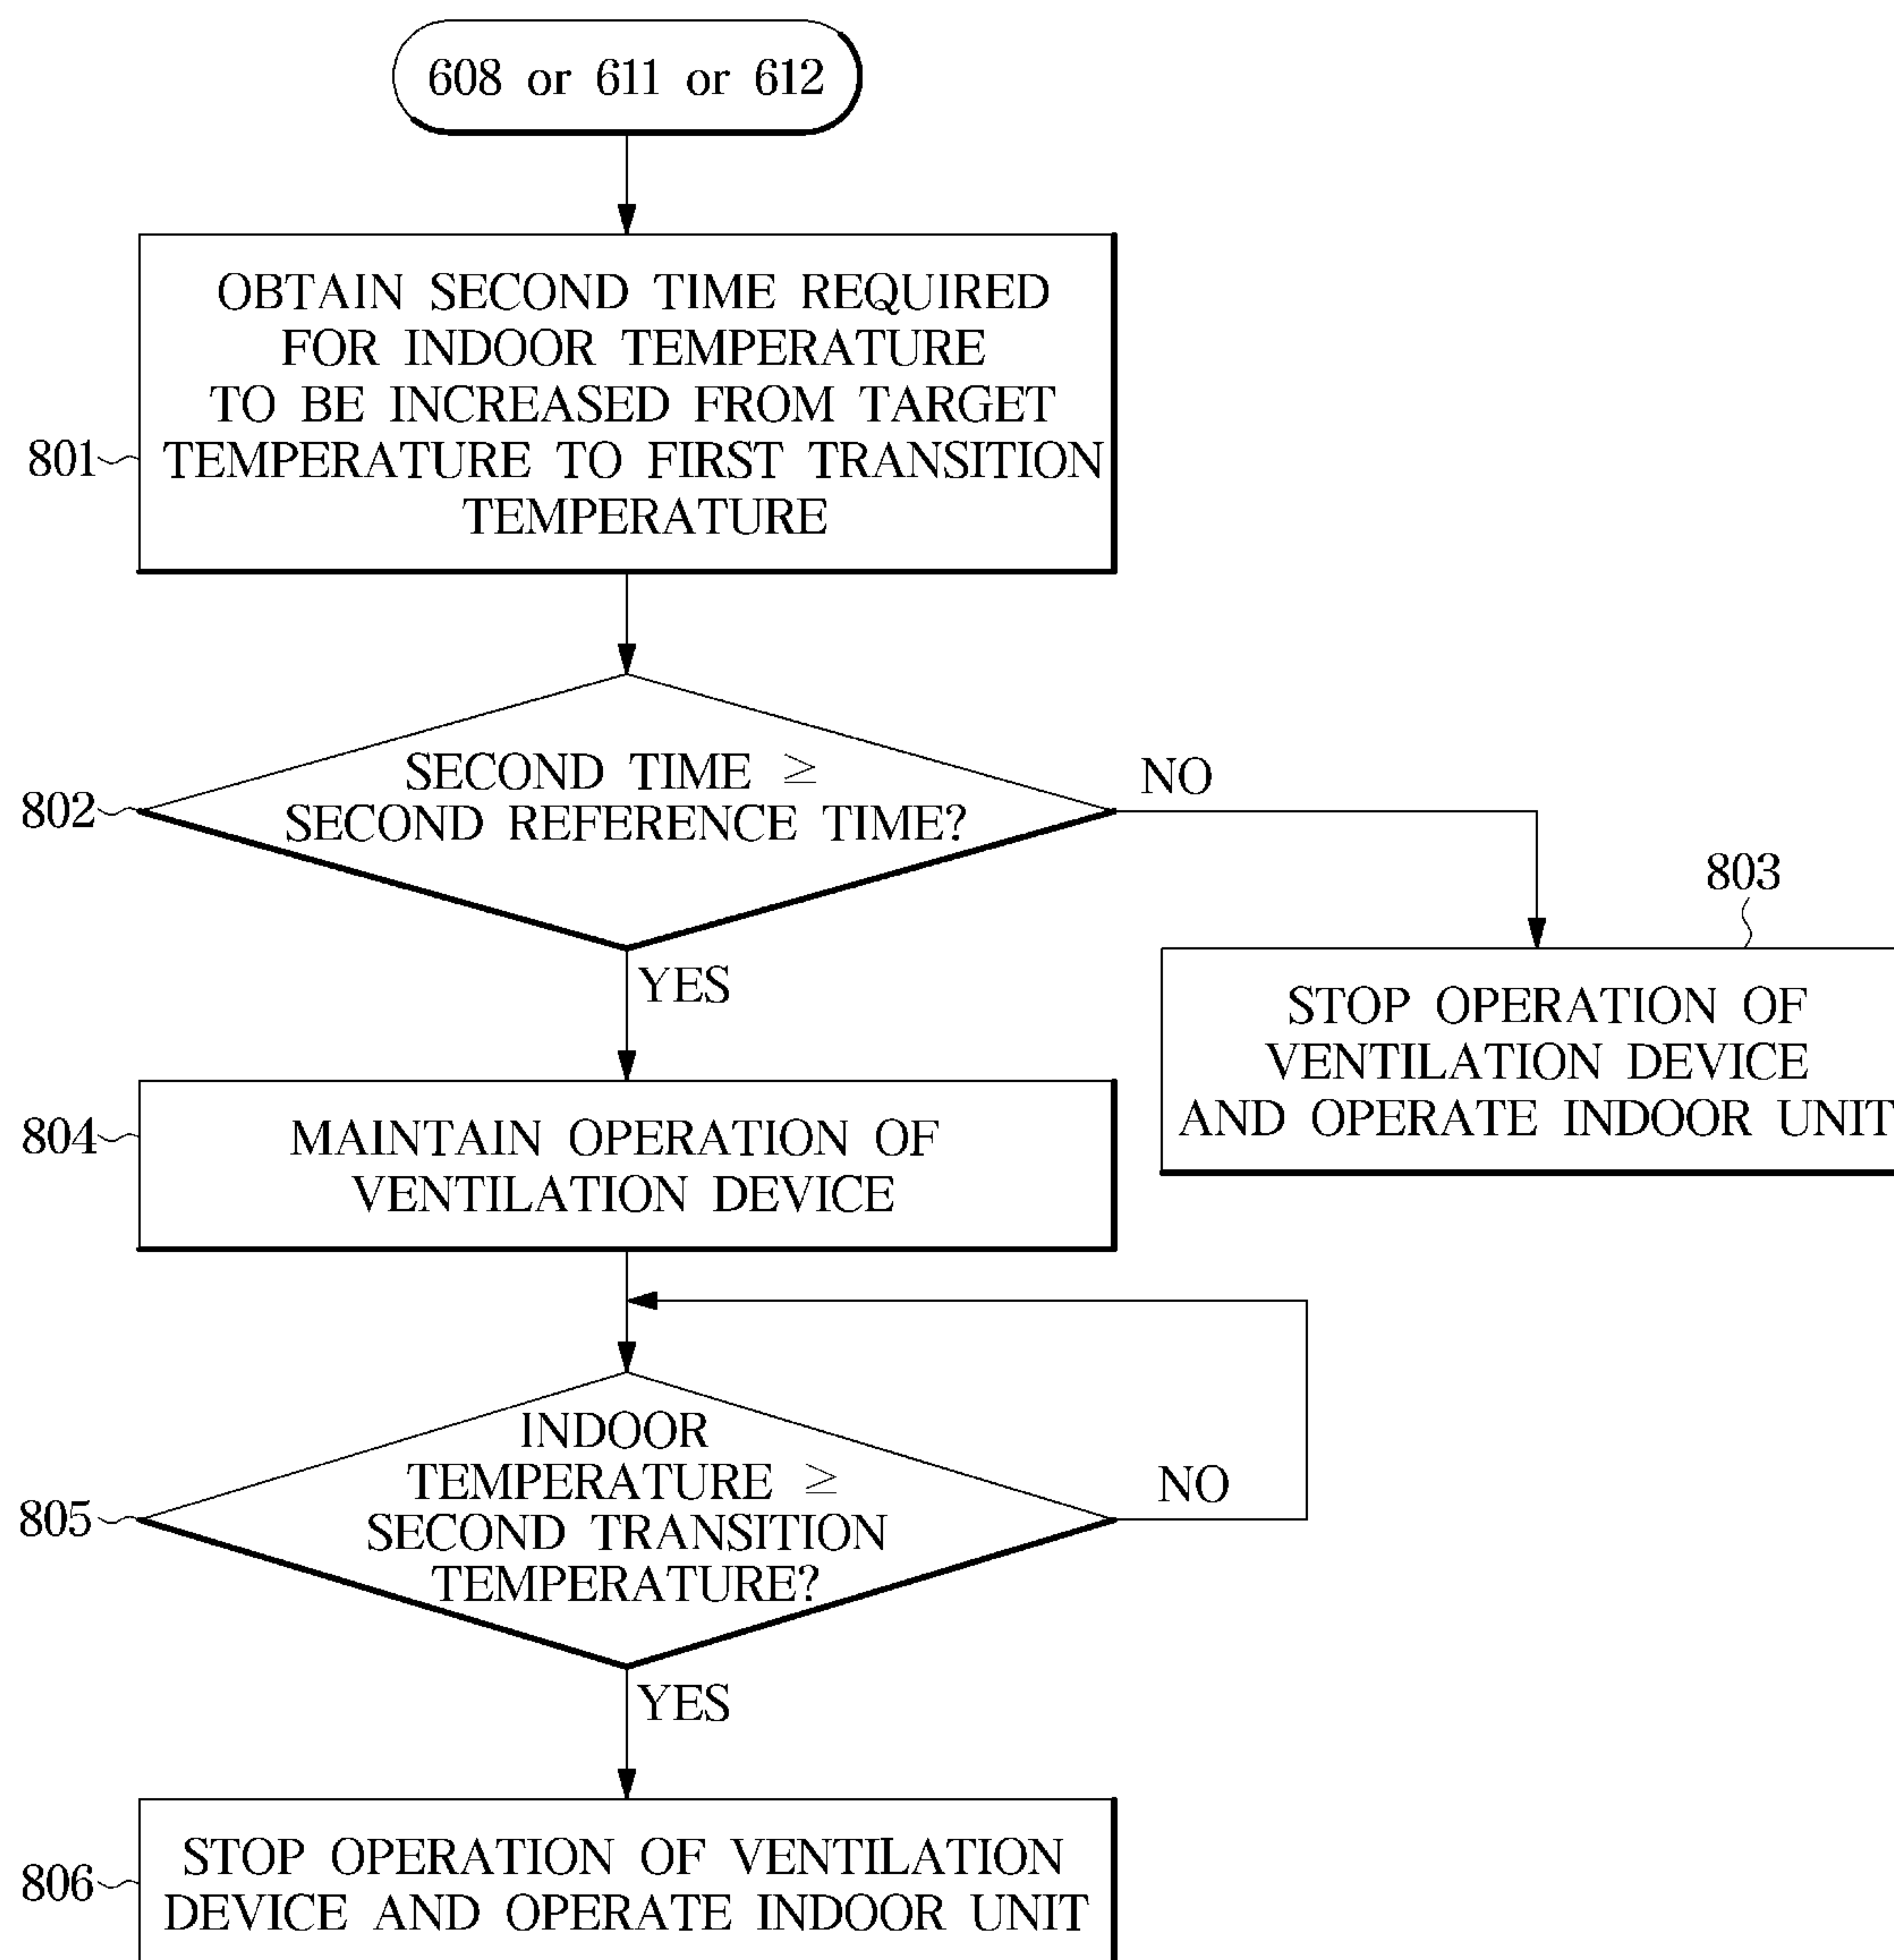 608 or 611 or 612
OBTAIN SECOND TIME REQUIRED
FOR INDOOR TEMPERATURE
TO BE INCREASED FROM TARGET
TEMPERATURE TO FIRST TRANSITION
TEMPERATURE
801
SECOND TIME ≥
SECOND REFERENCE TIME?
802
NO
803
STOP OPERATION OF
VENTILATION DEVICE
AND OPERATE INDOOR UNIT
YES
MAINTAIN OPERATION OF
VENTILATION DEVICE
804
INDOOR
TEMPERATURE ≥
SECOND TRANSITION
TEMPERATURE?
805
NO
YES
STOP OPERATION OF VENTILATION
DEVICE AND OPERATE INDOOR UNIT
806